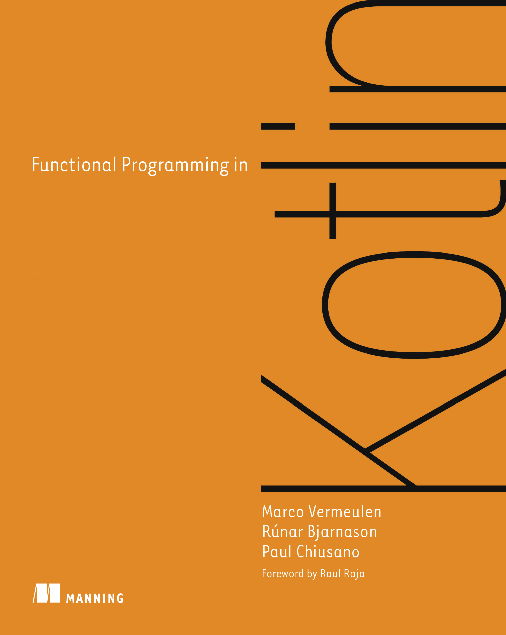 Functional Programming in
Kotlin
Marco Vermeulen
Rúnar Bjarnason
Paul Chiusano
Foreword by Raul Raja
MANNING